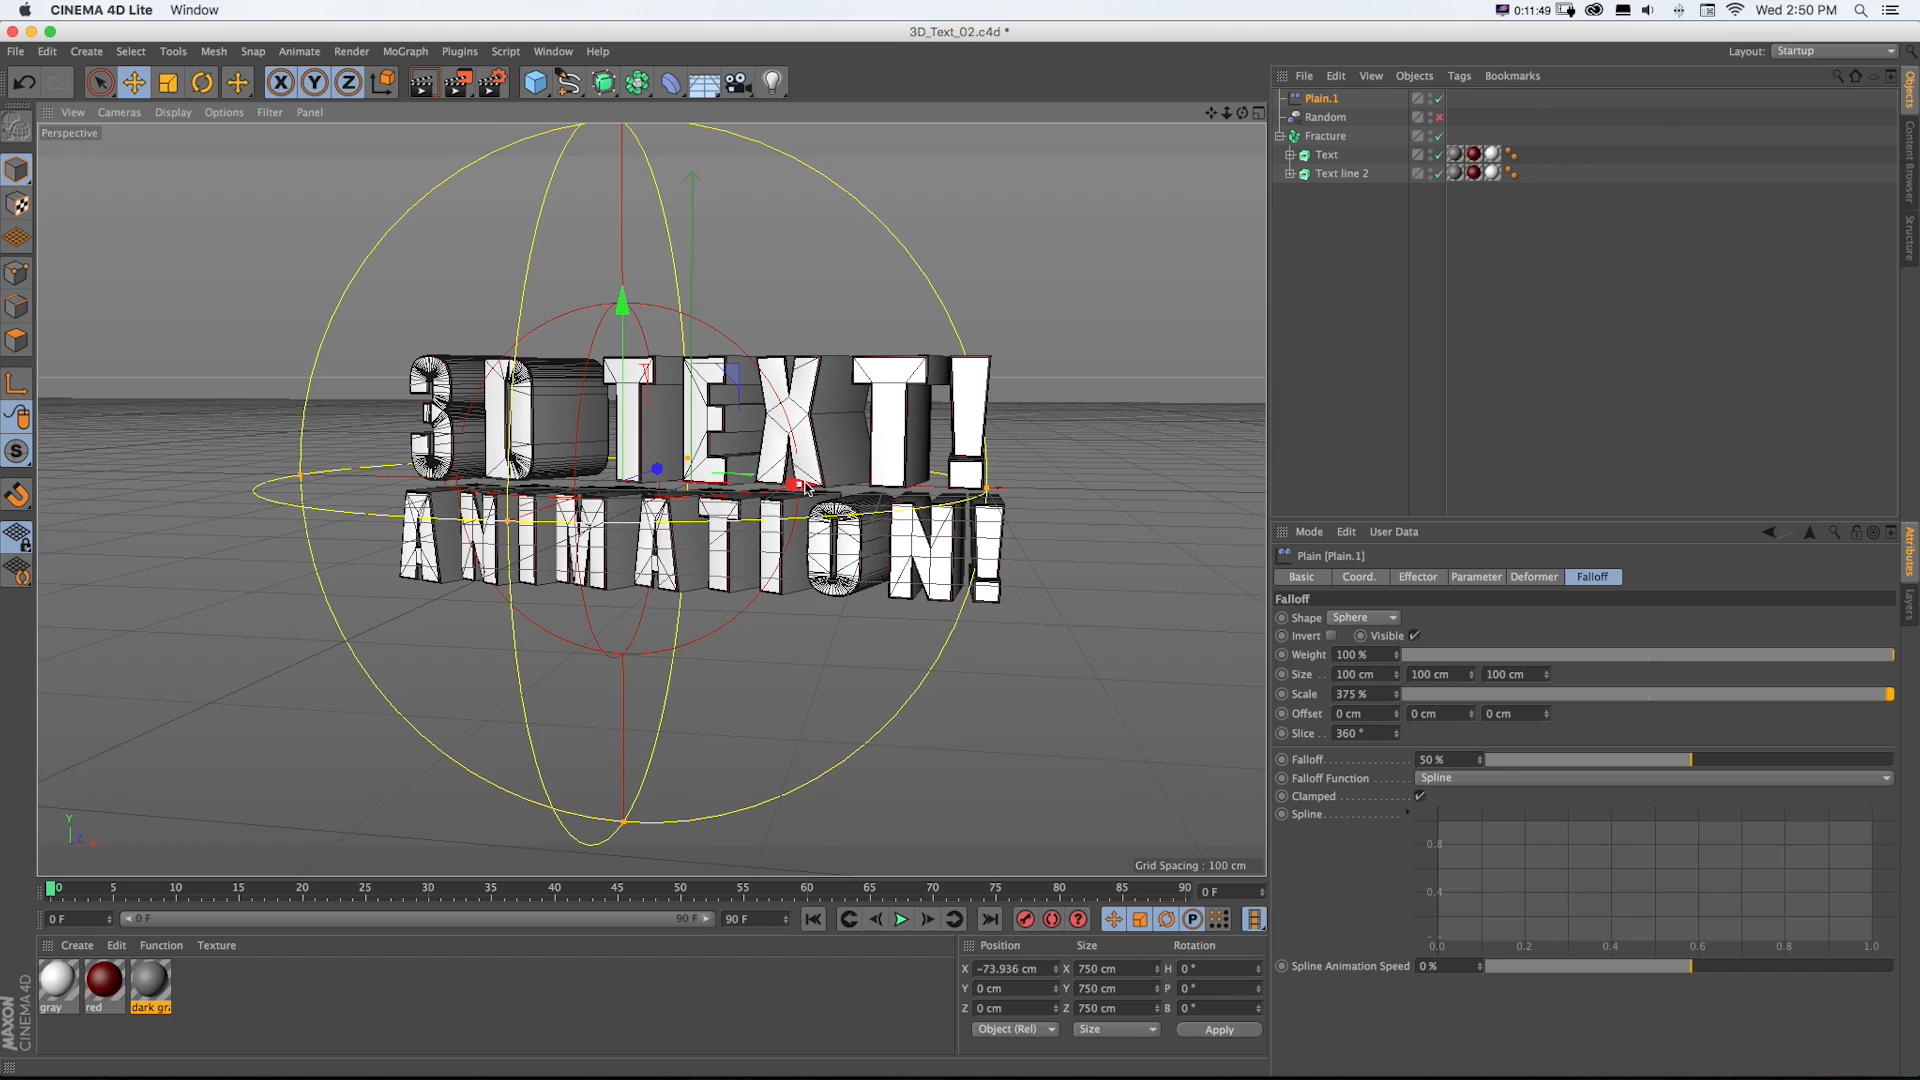 CINEMA 4D Lite Window 0:11:49 Wed 2:50 PM
3D_Text_02.c4d *
File Edit Create Select Tools Mesh Snap Animate Render MoGraph Plugins Script Window Help Layout: Startup
X Y Z
File Edit View Objects Tags Bookmarks
View Cameras Display Options Filter Panel
Perspective
Plain.1
Random
Fracture
Text
Text line 2
Objects
Content Browser
Structure
3D TEXT!
ANIMATION!
Mode Edit User Data
Plain [Plain.1]
Basic Coord. Effector Parameter Deformer Falloff
Falloff
Shape Sphere
Invert Visible
Weight 100 %
Size . . 100 cm 100 cm 100 cm
Scale 375 %
Offset 0 cm 0 cm 0 cm
Slice . . 360 °
Falloff. 50 %
Falloff Function Spline
Clamped
Spline.
0.8
0.4
0.0 0.2 0.4 0.6 0.8 1.0
Spline Animation Speed 0 %
Attributes
Layers
Y
Z
Grid Spacing : 100 cm
0 5 10 15 20 25 30 35 40 45 50 55 60 65 70 75 80 85 90 0 F
0 F 0 F 90 F 90 F
P
Create Edit Function Texture
gray red dark gra
Position Size Rotation
X -73.936 cm X 750 cm H 0 °
Y 0 cm Y 750 cm P 0 °
Z 0 cm Z 750 cm B 0 °
Object (Rel) Size Apply
MAXON
CINEMA 4D